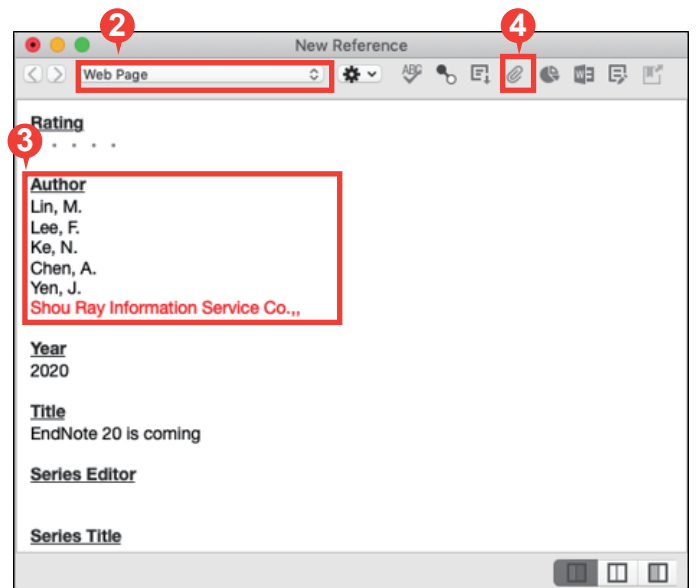 2
4
New Reference
Web Page
ABC
Rating
3
Author
Lin, M.
Lee, F.
Ke, N.
Chen, A.
Yen, J.
Shou Ray Information Service Co.,,
Year
2020
Title
EndNote 20 is coming
Series Editor
Series Title